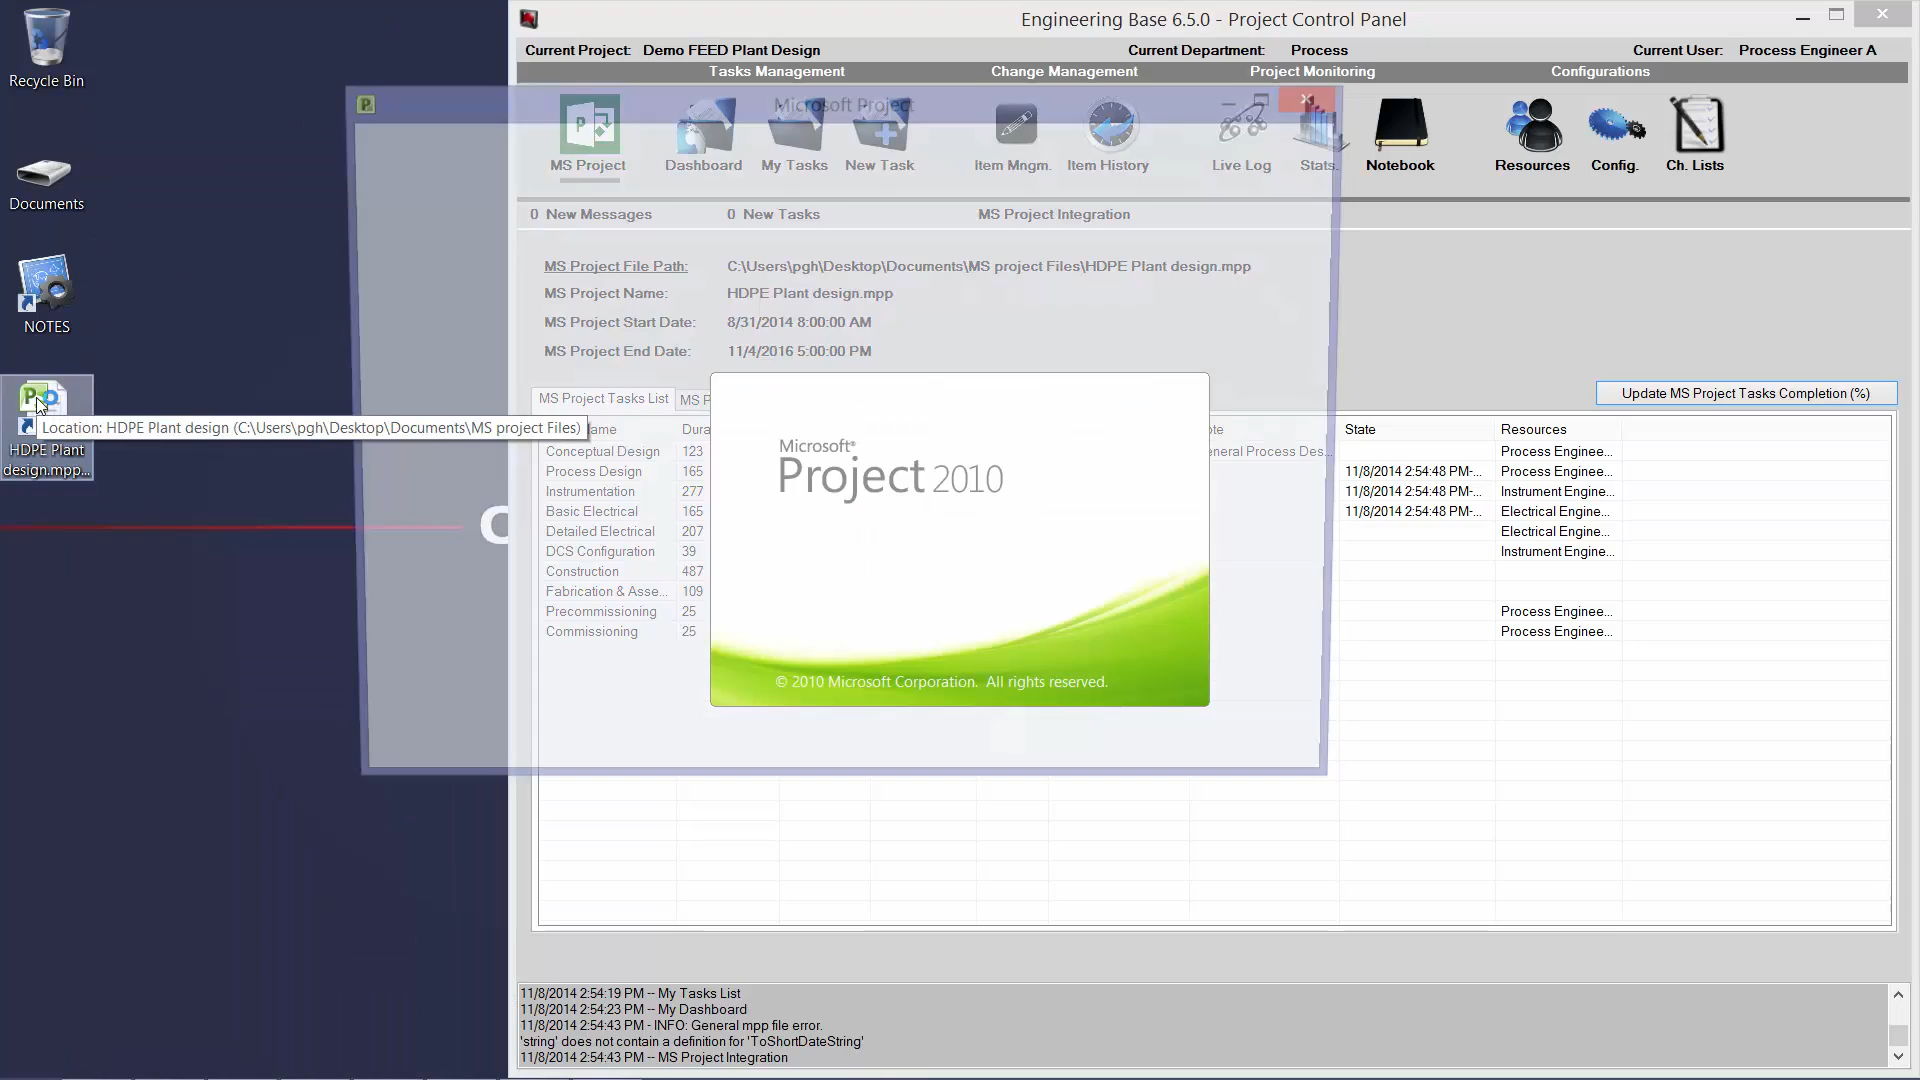 Recycle Bin
Documents
NOTES
HDPE Plant
design.mpp...
Location: HDPE Plant design (C:\Users\pgh\Desktop\Documents\MS project Files)
Engineering Base 6.5.0 - Project Control Panel
Current Project: Demo FEED Plant Design Current Department: Process Current User: Process Engineer A
Tasks Management Change Management Project Monitoring Configurations
Microsoft Project
MS Project Dashboard My Tasks New Task Item Mngm. Item History Live Log Stats. Notebook Resources Config. Ch. Lists
0 New Messages 0 New Tasks MS Project Integration
MS Project File Path: C:\Users\pgh\Desktop\Documents\MS project Files\HDPE Plant design.mpp
MS Project Name: HDPE Plant design.mpp
MS Project Start Date: 8/31/2014 8:00:00 AM
MS Project End Date: 11/4/2016 5:00:00 PM
MS Project Tasks List MS P
Update MS Project Tasks Completion (%)
State Resources
Conceptual Design 123 Process Enginee...
Process Design 165 11/8/2014 2:54:48 PM-... Process Enginee...
Instrumentation 277 11/8/2014 2:54:48 PM-... Instrument Engine...
Basic Electrical 165 11/8/2014 2:54:48 PM-... Electrical Engine...
Detailed Electrical 207 Electrical Engine...
DCS Configuration 39 Instrument Engine...
Construction 487
Fabrication & Asse... 109
Precommissioning 25 Process Enginee...
Commissioning 25 Process Enginee...
Microsoft®
Project 2010
© 2010 Microsoft Corporation. All rights reserved.
11/8/2014 2:54:19 PM -- My Tasks List
11/8/2014 2:54:23 PM -- My Dashboard
11/8/2014 2:54:43 PM - INFO: General mpp file error.
'string' does not contain a definition for 'ToShortDateString'
11/8/2014 2:54:43 PM -- MS Project Integration